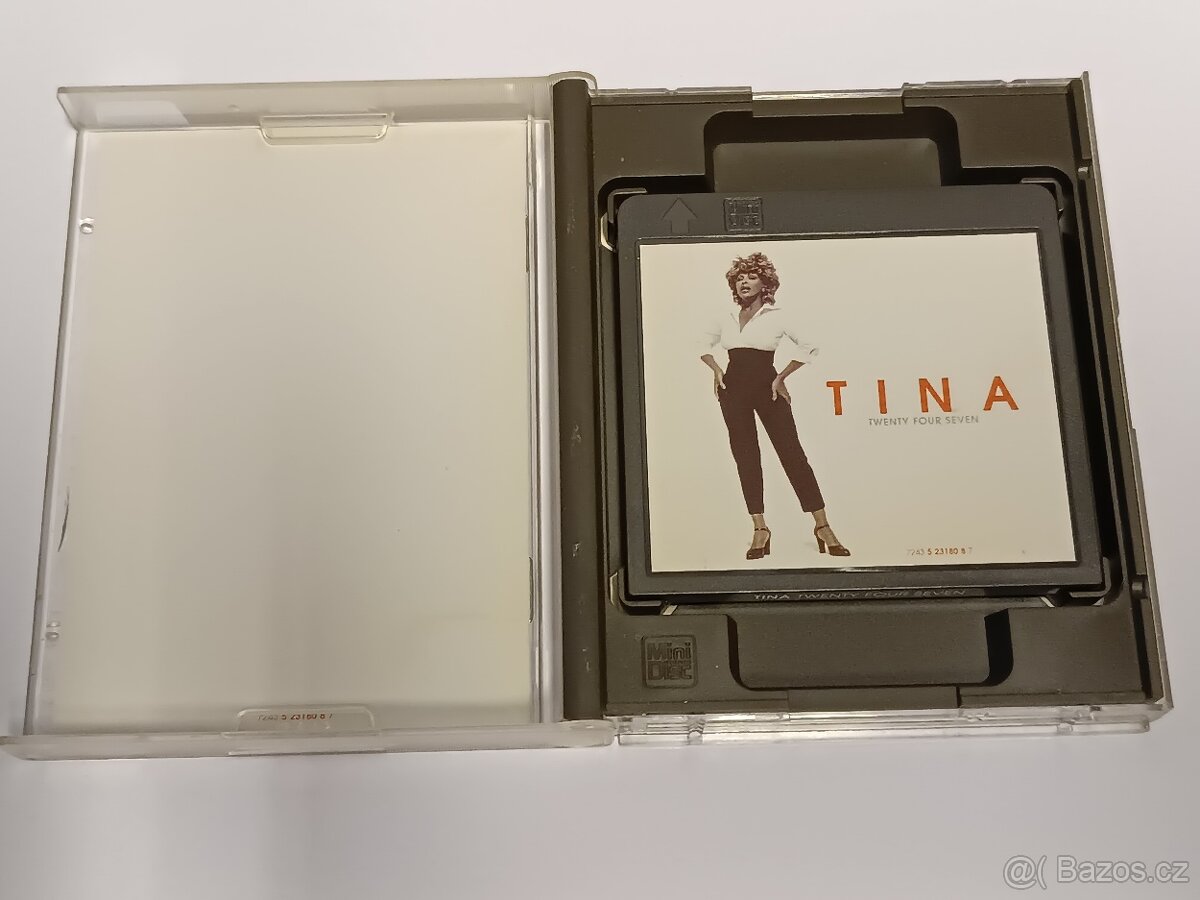 TINA
TWENTY FOUR SEVEN
7243 5 23180 8 7
TINA TWENTY FOUR SEVEN
Mini
Disc
7243 5 23180 8 7
@( Bazos.cz